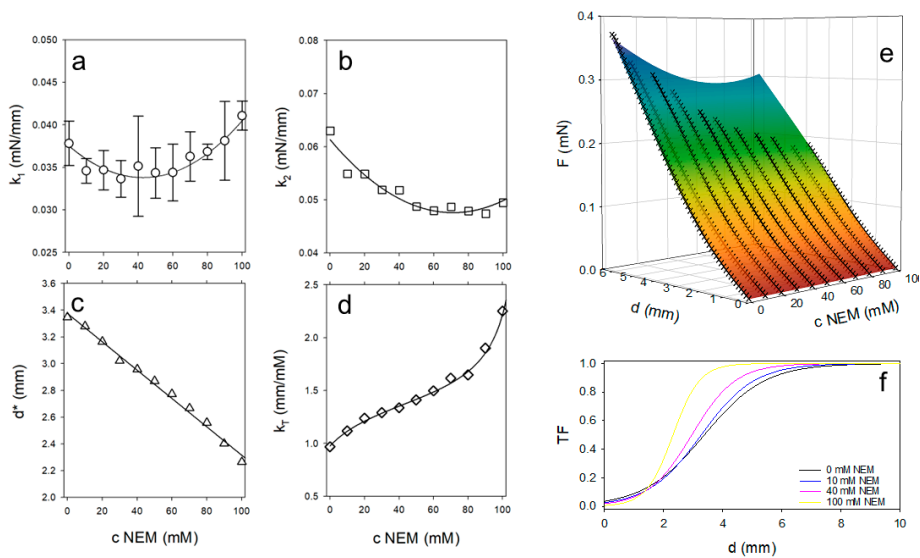 a
k1 (mN/mm)
0.050
0.045
0.040
0.035
0.030
0.025
0 20 40 60 80 100
b
k2 (mN/mm)
0.08
0.07
0.06
0.05
0.04
0 20 40 60 80 100
c
d* (mm)
3.6
3.4
3.2
3.0
2.8
2.6
2.4
2.2
2.0
0 20 40 60 80 100
c NEM (mM)
d
kT (mm/mM)
2.5
2.0
1.5
1.0
0.5
0 20 40 60 80 100
c NEM (mM)
e
F (mN)
0.4
0.3
0.2
0.1
0.0
6 5 4 3 2 1 0
d (mm)
0 20 40 60 80 100
c NEM (mM)
f
TF
1.0
0.8
0.6
0.4
0.2
0.0
0 2 4 6 8 10
d (mm)
0 mM NEM
10 mM NEM
40 mM NEM
100 mM NEM